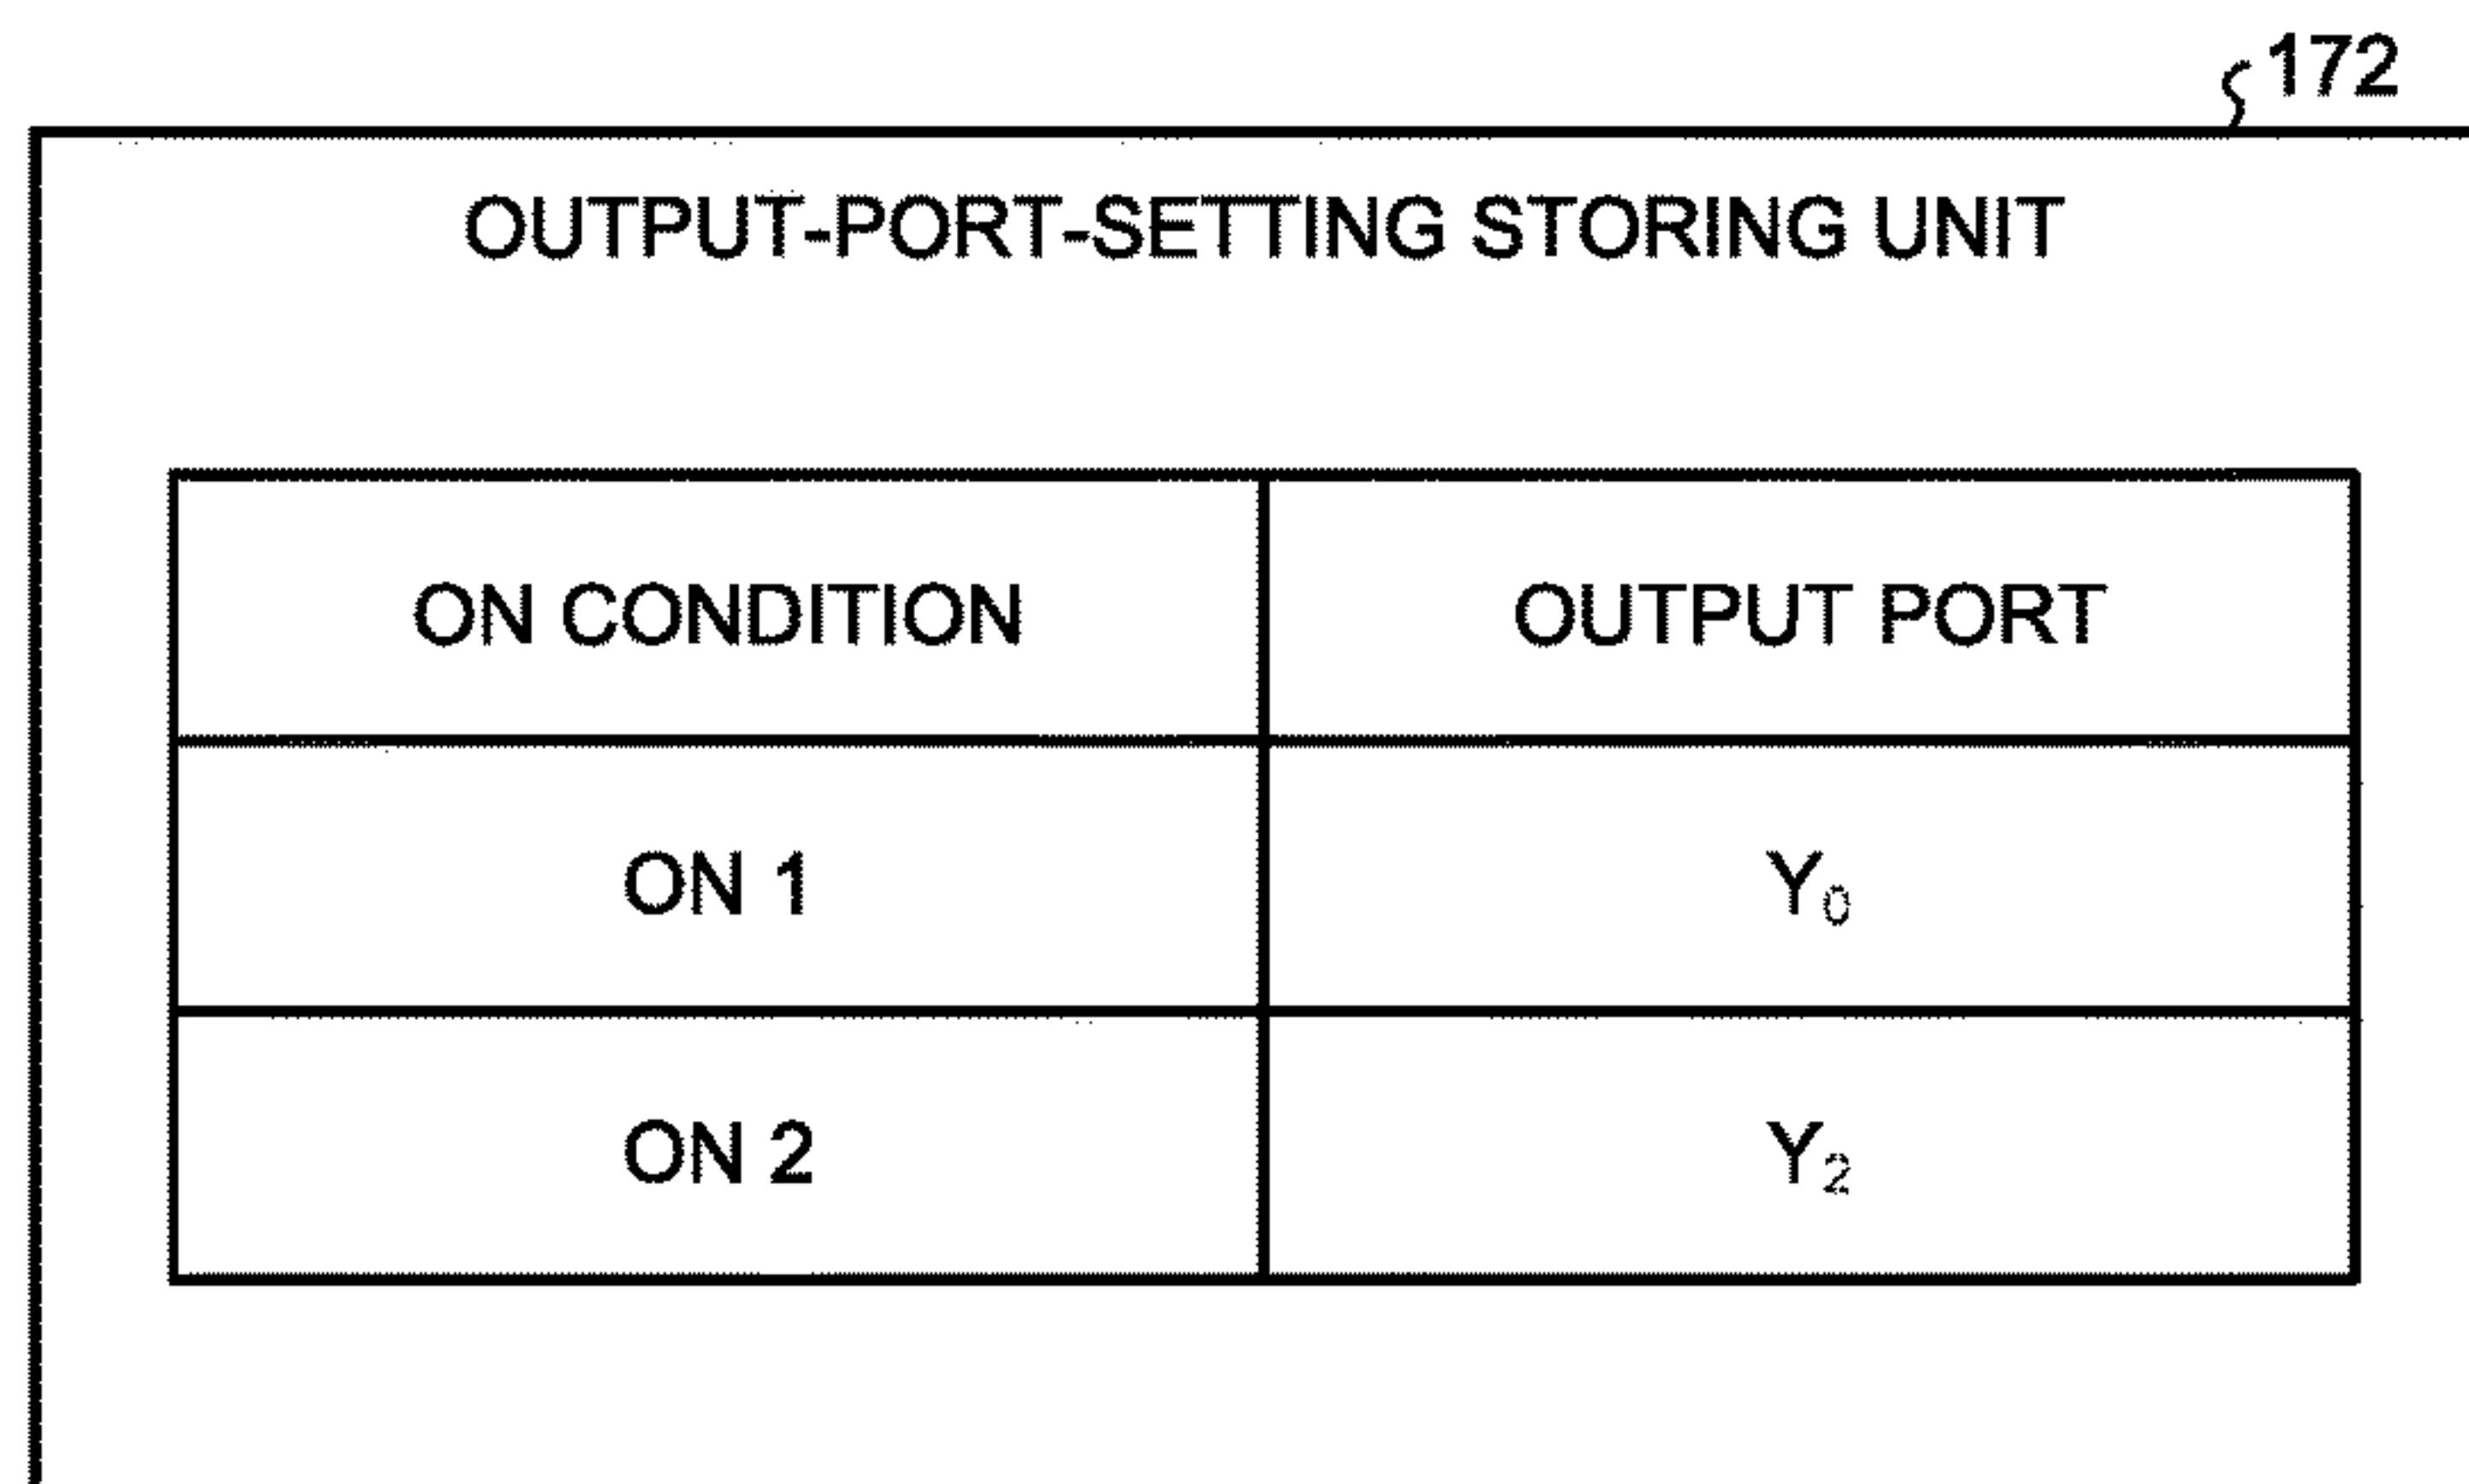 172
OUTPUT-PORT-SETTING STORING UNIT
ON CONDITION OUTPUT PORT
ON 1 Y₀
ON 2 Y₂